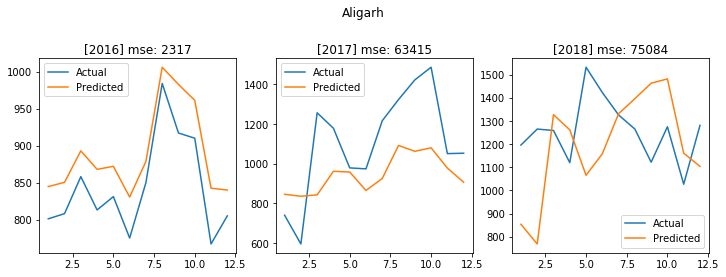 Aligarh
[2016] mse: 2317
[2017] mse: 63415
[2018] mse: 75084
Actual
Predicted
1000
950
900
850
800
2.5 5.0 7.5 10.0 12.5
Actual
Predicted
1400
1200
1000
800
600
2.5 5.0 7.5 10.0 12.5
1500
1400
1300
1200
1100
1000
900
800
Actual
Predicted
2.5 5.0 7.5 10.0 12.5